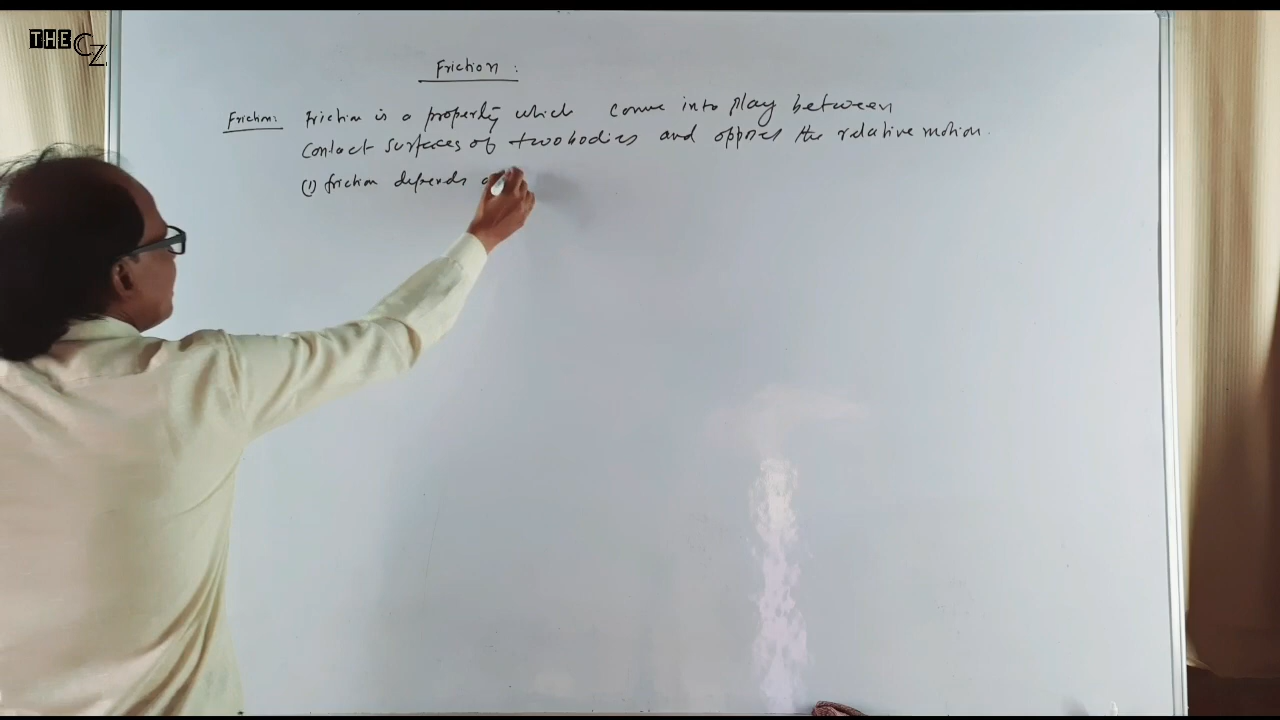 THE CZ
Friction :
Friction: Friction is a property which come into play between
contact surfaces of two bodies and opposes the relative motion.
(1) friction depends